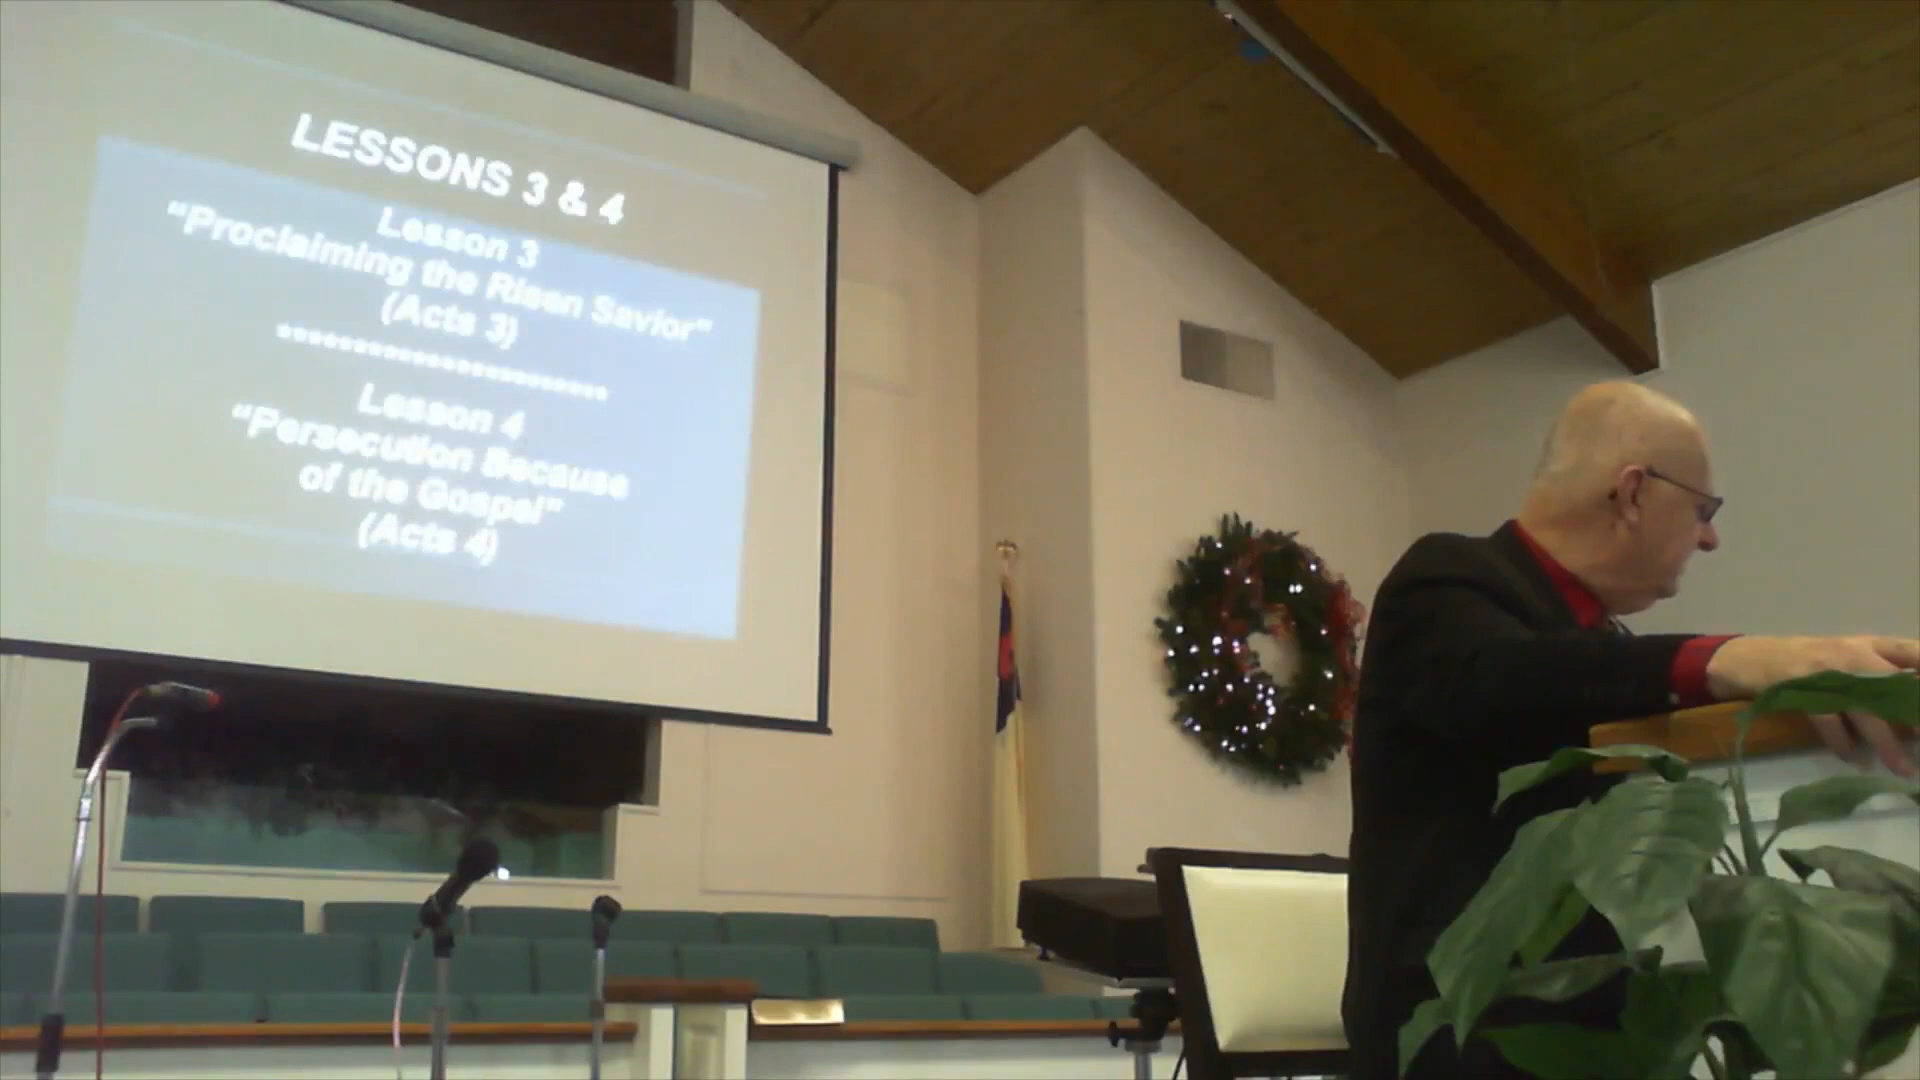 LESSONS 3 & 4
Lesson 3
“Proclaiming the Risen Savior”
(Acts 3)
**********************
Lesson 4
“Persecution Because
of the Gospel”
(Acts 4)